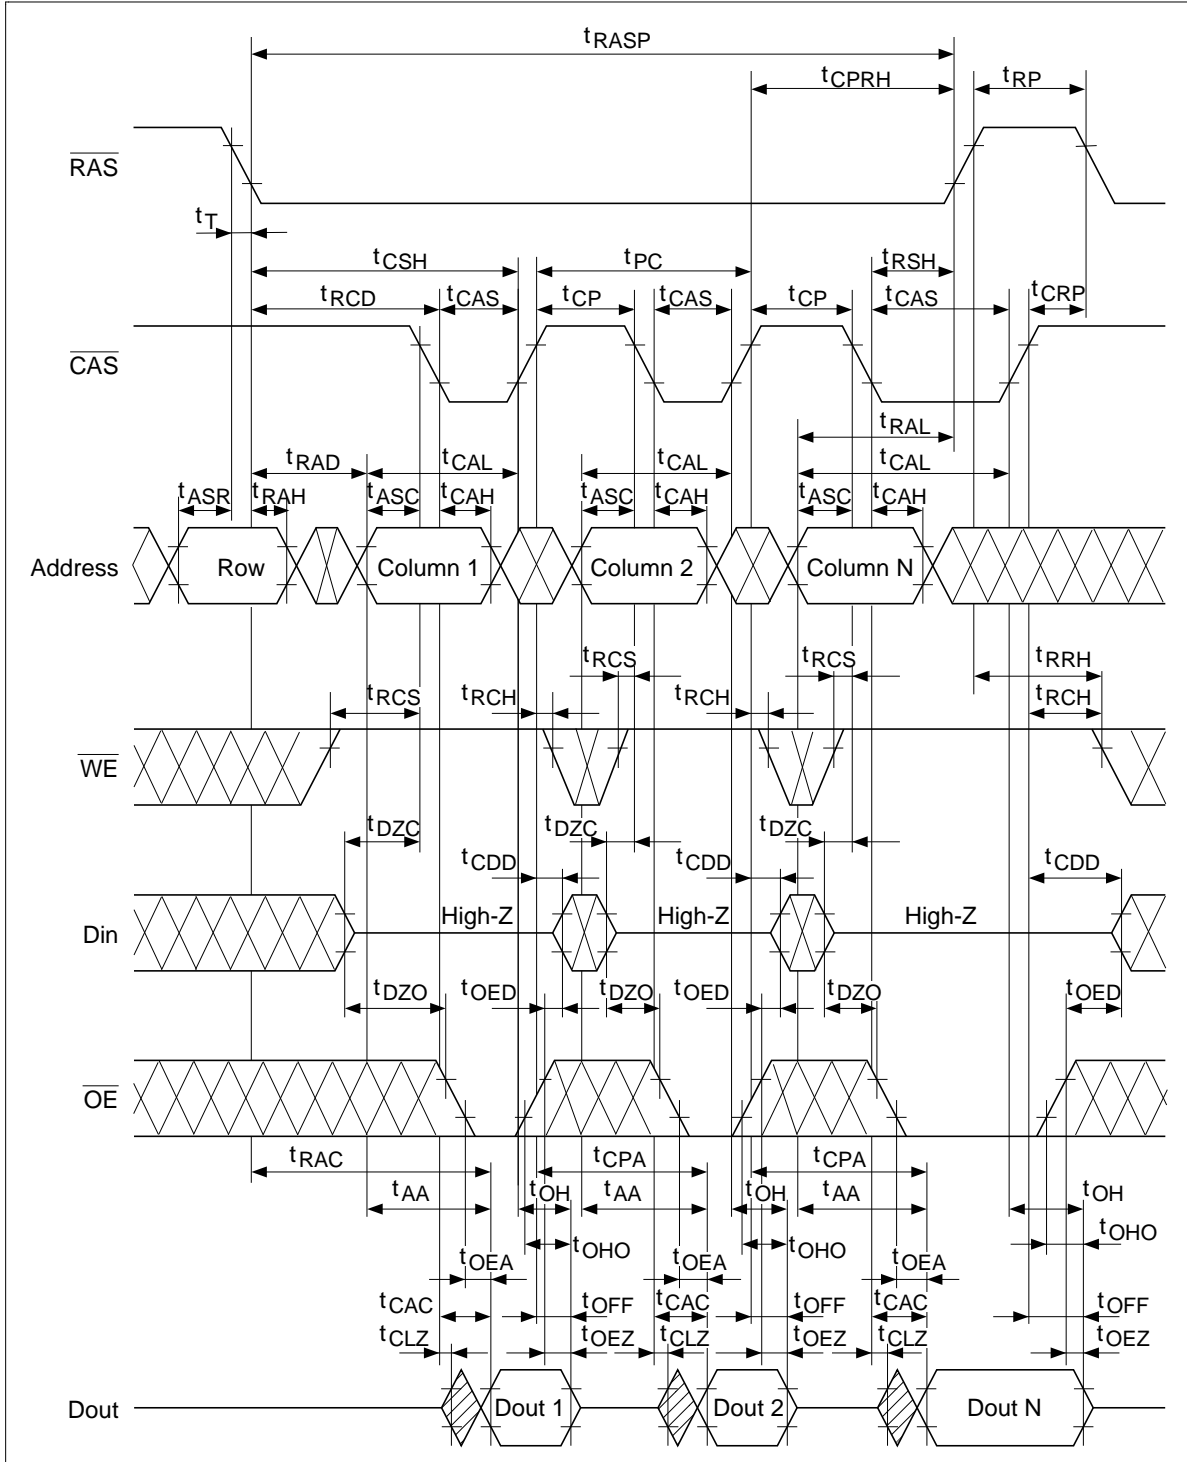 tRASP
tCPRH tRP
RAS
tT
tCSH tPC tRSH
tRCD tCAS tCP tCAS tCP tCAS tCRP
CAS
tRAL
tRAD tCAL tCAL tCAL
tASR tRAH tASC tCAH tASC tCAH tASC tCAH
Address Row Column 1 Column 2 Column N
tRCS tRCS tRRH
tRCS tRCH tRCH tRCH
WE
tDZC tDZC tDZC
tCDD tCDD tCDD
High-Z High-Z High-Z
Din
tDZO tOED tDZO tOED tDZO tOED
OE
tRAC tCPA tCPA
tAA tOH tAA tOH tAA tOH
tOHO tOHO tOHO
tOEA tOEA tOEA
tCAC tOFF tCAC tOFF tCAC tOFF
tCLZ tOEZ tCLZ tOEZ tCLZ tOEZ
Dout Dout 1 Dout 2 Dout N